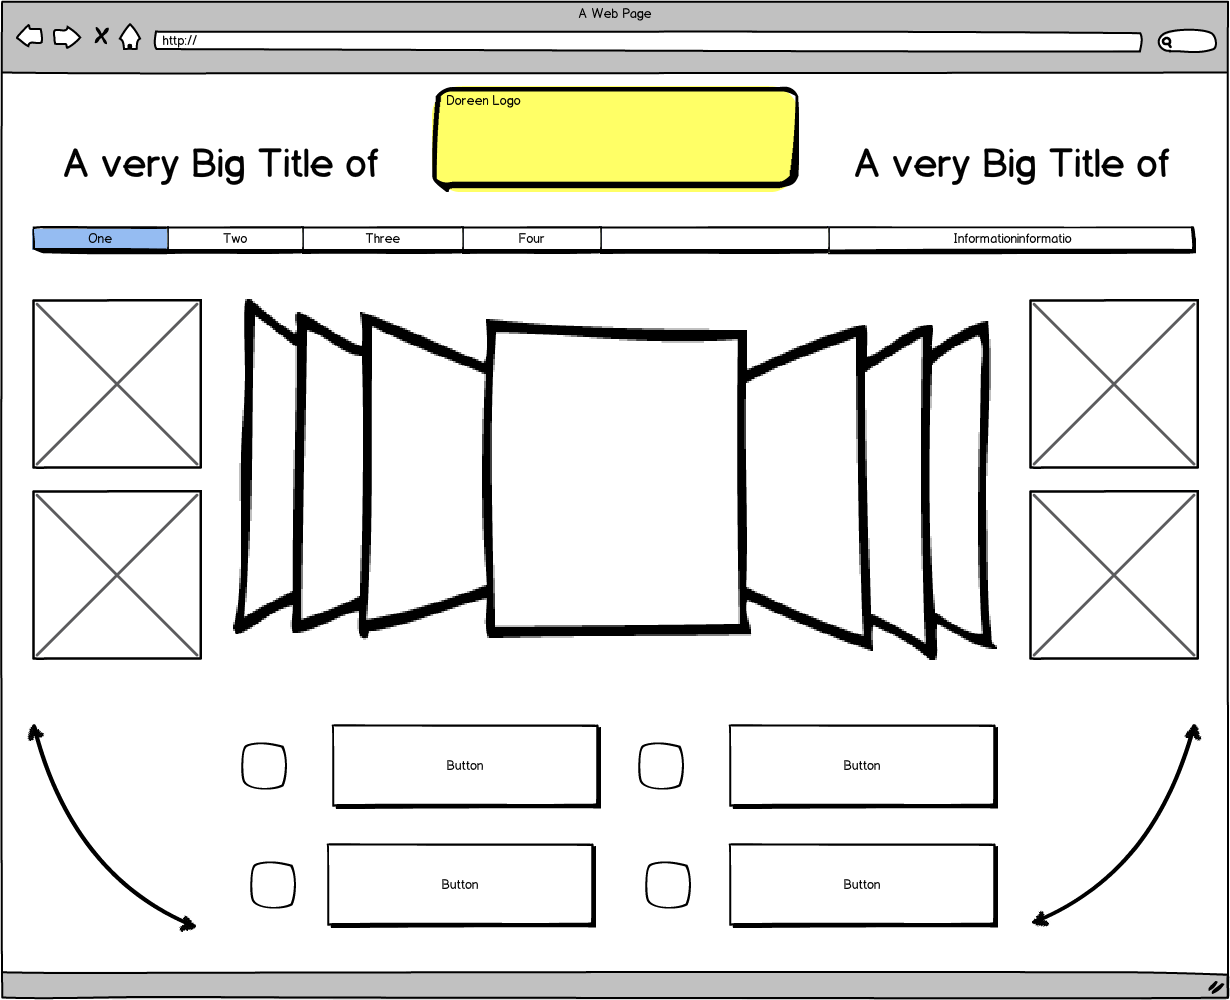 A Web Page
http://
Doreen Logo
A very Big Title of
A very Big Title of
One
Two
Three
Four
Informationinformatio
Button
Button
Button
Button